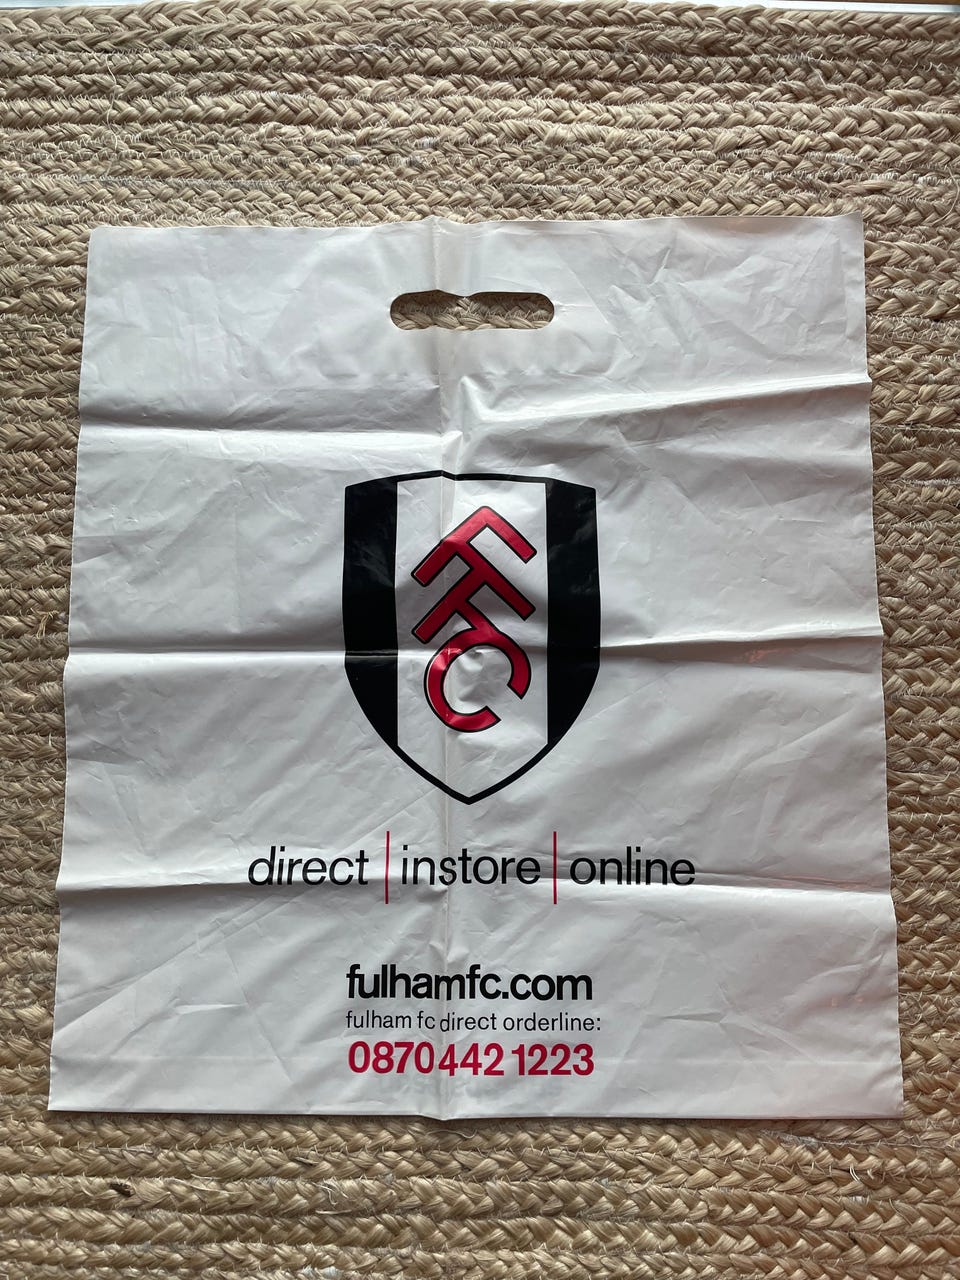 FFC
direct | instore | online
fulhamfc.com
fulham fc direct orderline:
0870 442 1223